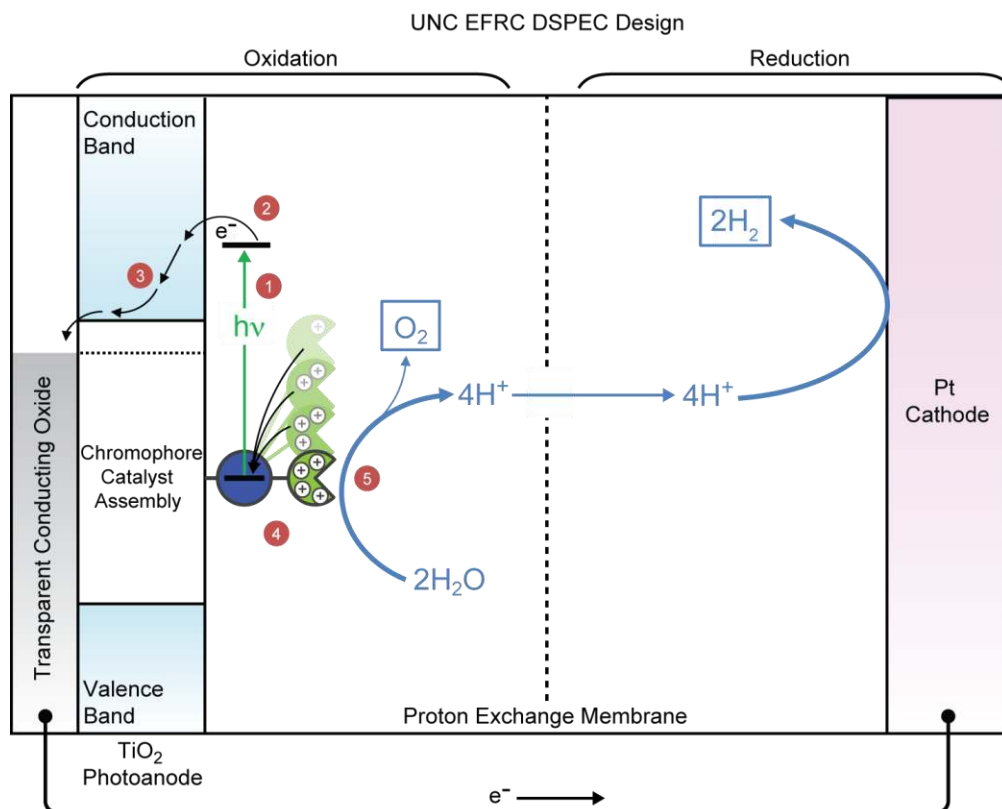 UNC EFRC DSPEC Design
Oxidation
Reduction
Conduction
Band
2
e⁻
3
1
hν
O₂
2H₂
4H⁺
4H⁺
Pt
Cathode
Transparent Conducting Oxide
Chromophore
Catalyst
Assembly
+ +
+ +
+ +
+ +
+ +
+ +
5
4
2H₂O
Valence
Band
Proton Exchange Membrane
TiO₂
Photoanode
e⁻